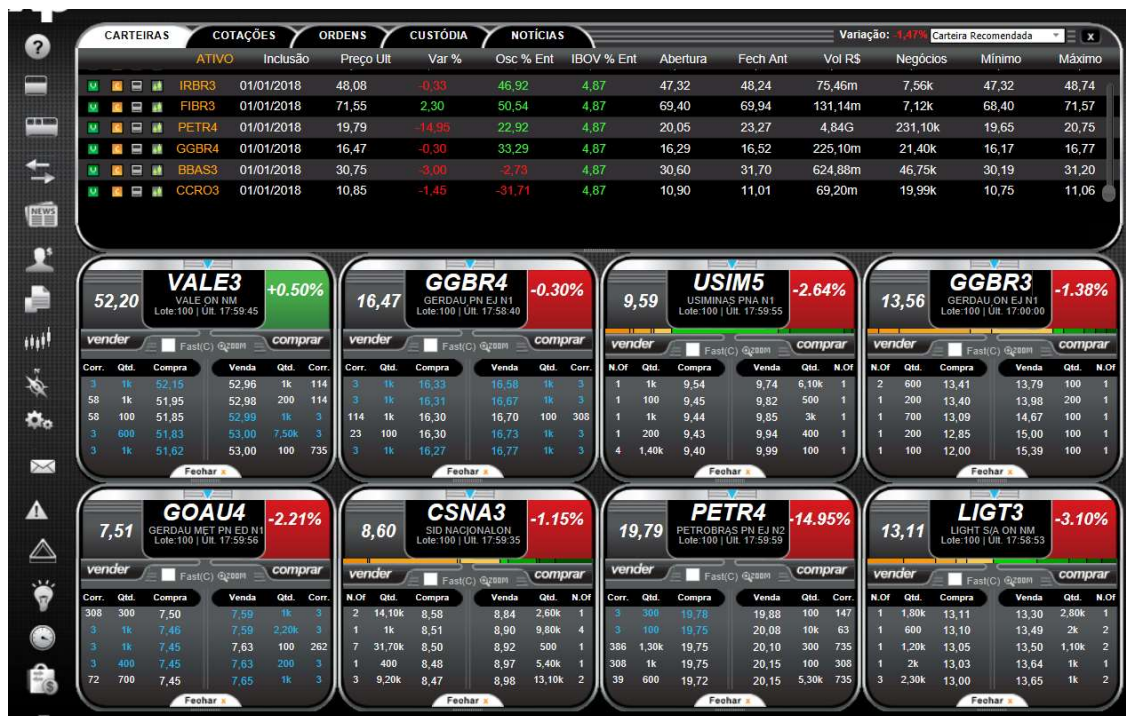 CARTEIRAS COTAÇÕES ORDENS CUSTÓDIA NOTÍCIAS Variação: -1,47% Carteira Recomendada x
ATIVO Inclusão Preço Ult Var % Osc % Ent IBOV % Ent Abertura Fech Ant Vol R$ Negócios Mínimo Máximo
IRBR3 01/01/2018 48,08 -0,33 46,92 4,87 47,32 48,24 75,46m 7,56k 47,32 48,74
FIBR3 01/01/2018 71,55 2,30 50,54 4,87 69,40 69,94 131,14m 7,12k 68,40 71,57
PETR4 01/01/2018 19,79 -14,95 22,92 4,87 20,05 23,27 4,84G 231,10k 19,65 20,75
GGBR4 01/01/2018 16,47 -0,30 33,29 4,87 16,29 16,52 225,10m 21,40k 16,17 16,77
BBAS3 01/01/2018 30,75 -3,00 -2,73 4,87 30,60 31,70 624,88m 46,75k 30,19 31,20
CCRO3 01/01/2018 10,85 -1,45 -31,71 4,87 10,90 11,01 69,20m 19,99k 10,75 11,06
NEWS
52,20 VALE3 +0.50%
VALE ON NM
Lote:100 | Últ. 17:59:45
vender Fast(C) zoom comprar
Corr. Qtd. Compra Venda Qtd. Corr.
3 1k 52,15 52,96 1k 114
58 1k 51,95 52,98 200 114
58 100 51,85 52,99 1k 3
3 600 51,83 53,00 7,50k 3
3 1k 51,62 53,00 100 735
Fechar x
16,47 GGBR4 -0.30%
GERDAU PN EJ N1
Lote:100 | Últ. 17:58:40
vender Fast(C) zoom comprar
Corr. Qtd. Compra Venda Qtd. Corr.
3 1k 16,33 16,58 1k 3
3 1k 16,31 16,67 1k 3
114 1k 16,30 16,70 100 308
23 100 16,30 16,73 1k 3
3 1k 16,27 16,77 1k 3
Fechar x
9,59 USIM5 -2.64%
USIMINAS PNA N1
Lote:100 | Últ. 17:59:55
vender Fast(C) zoom comprar
N.Of Qtd. Compra Venda Qtd. N.Of
1 1k 9,54 9,74 6,10k 1
1 100 9,45 9,82 500 1
1 1k 9,44 9,85 3k 1
1 200 9,43 9,94 400 1
4 1,40k 9,40 9,99 100 1
Fechar x
13,56 GGBR3 -1.38%
GERDAU ON EJ N1
Lote:100 | Últ. 17:00:00
vender Fast(C) zoom comprar
N.Of Qtd. Compra Venda Qtd. N.Of
2 600 13,41 13,79 100 1
1 200 13,40 13,98 200 1
1 700 13,09 14,67 100 1
1 200 12,85 15,00 100 1
1 100 12,00 15,39 100 1
Fechar x
7,51 GOAU4 -2.21%
GERDAU MET PN ED N1
Lote:100 | Últ. 17:59:56
vender Fast(C) zoom comprar
Corr. Qtd. Compra Venda Qtd. Corr.
308 300 7,50 7,59 1k 3
3 1k 7,46 7,59 2,20k 3
3 1k 7,45 7,63 100 262
3 400 7,45 7,63 200 3
72 700 7,45 7,65 1k 3
Fechar x
8,60 CSNA3 -1.15%
SID NACIONALON
Lote:100 | Últ. 17:59:35
vender Fast(C) zoom comprar
N.Of Qtd. Compra Venda Qtd. N.Of
2 14,10k 8,58 8,84 2,60k 1
1 1k 8,51 8,90 9,80k 4
7 31,70k 8,50 8,92 500 1
1 400 8,48 8,97 5,40k 1
3 9,20k 8,47 8,98 13,10k 2
Fechar x
19,79 PETR4 -14.95%
PETROBRAS PN EJ N2
Lote:100 | Últ. 17:59:59
vender Fast(C) zoom comprar
Corr. Qtd. Compra Venda Qtd. Corr.
3 300 19,78 19,88 100 147
3 100 19,75 20,08 10k 63
386 1,30k 19,75 20,10 300 735
308 1k 19,75 20,15 100 308
39 600 19,72 20,15 5,30k 735
Fechar x
13,11 LIGT3 -3.10%
LIGHT S/A ON NM
Lote:100 | Últ. 17:58:53
vender Fast(C) zoom comprar
N.Of Qtd. Compra Venda Qtd. N.Of
1 1,80k 13,11 13,30 2,80k 1
1 600 13,10 13,49 2k 2
1 1,20k 13,05 13,50 1,10k 2
1 2k 13,03 13,64 1k 1
3 2,30k 13,00 13,65 1k 2
Fechar x